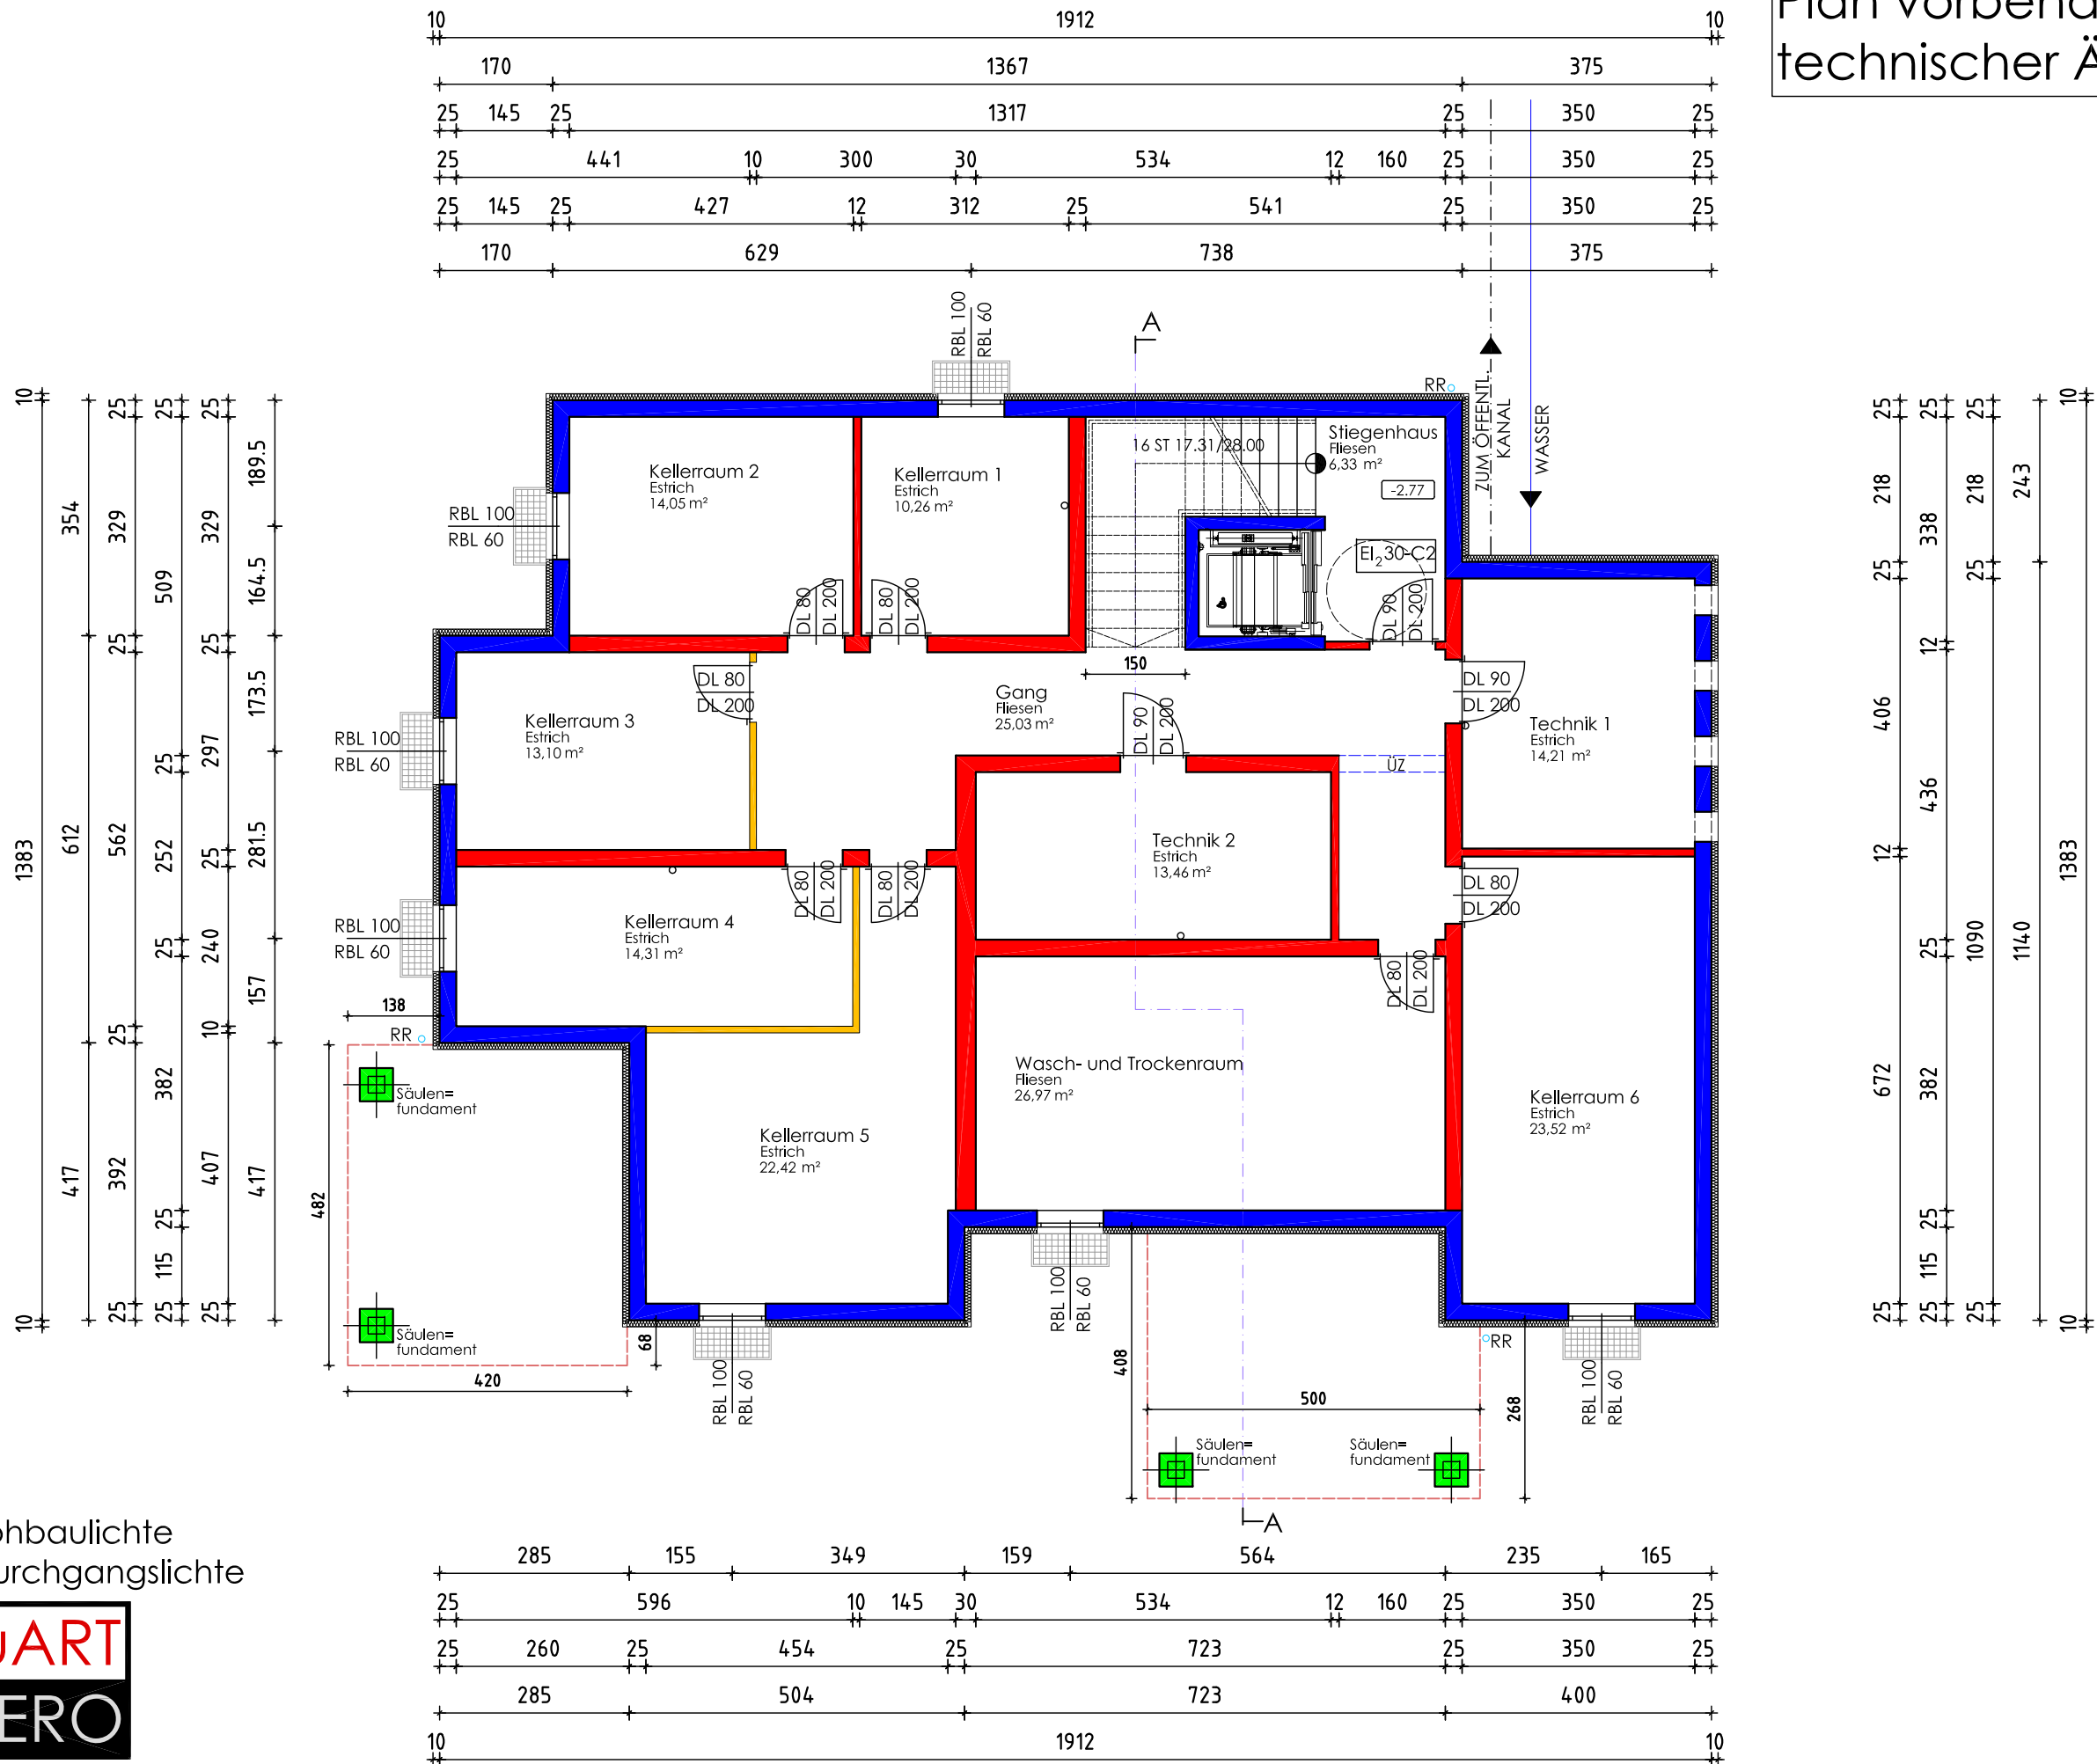 Plan vorbeha
technischer Ä
10 1912 10
170 1367 375
25 145 25 1317 25 350 25
25 441 10 300 30 534 12 160 25 350 25
25 145 25 427 12 312 25 541 25 350 25
170 629 738 375
RBL 100
RBL 60
A
RR
ZUM ÖFFENTL.
KANAL
WASSER
16 ST 17.31/28.00
Stiegenhaus
Fliesen
6,33 m²
-2.77
EI₂30-C2
DL 90
DL 200
Kellerraum 2
Estrich
14,05 m²
Kellerraum 1
Estrich
10,26 m²
RBL 100
RBL 60
DL 80
DL 200
DL 80
DL 200
150
DL 80
DL 200
Gang
Fliesen
25,03 m²
DL 90
DL 200
DL 90
DL 200
Kellerraum 3
Estrich
13,10 m²
Technik 1
Estrich
14,21 m²
RBL 100
RBL 60
ÜZ
Technik 2
Estrich
13,46 m²
DL 80
DL 200
DL 80
DL 200
DL 80
DL 200
Kellerraum 4
Estrich
14,31 m²
RBL 100
RBL 60
DL 80
DL 200
138
RR
Wasch- und Trockenraum
Fliesen
26,97 m²
Säulen=
fundament
Kellerraum 6
Estrich
23,52 m²
Kellerraum 5
Estrich
22,42 m²
Säulen=
fundament
482
420
68
RBL 100
RBL 60
RBL 100
RBL 60
408
500
268
RR
RBL 100
RBL 60
Säulen=
fundament
Säulen=
fundament
A
10 1383 10
354 612 417
25 329 25 562 25 392 25
25 509 25 252 25 382 25 115 25
25 329 25 297 25 240 10 407 25
189.5 164.5 173.5 281.5 157 417
25 218 25 406 12 672 25
25 338 12 436 25 382 25 115 25
25 218 25 1090 25
243 1140
10 1383 10
ohbaulichte
urchgangslichte
uART
ERO
285 155 349 159 564 235 165
25 596 10 145 30 534 12 160 25 350 25
25 260 25 454 25 723 25 350 25
285 504 723 400
10 1912 10